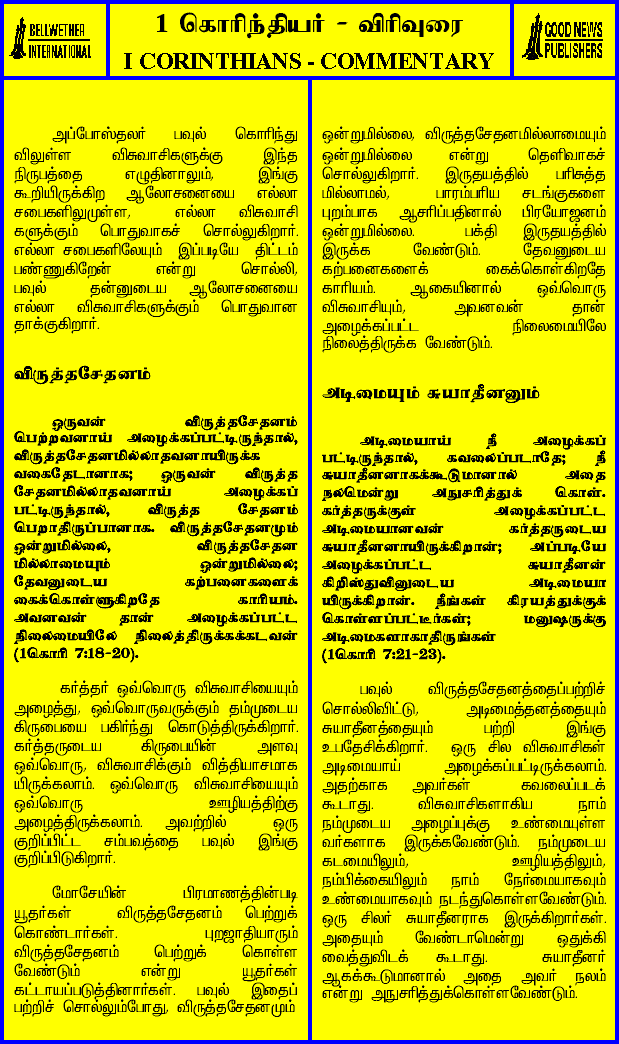 BELLWETHER
INTERNATIONAL
1 கொரிந்தியர் - விரிவுரை
I CORINTHIANS - COMMENTARY
GOOD NEWS
PUBLISHERS
அப்போஸ்தலர் பவுல் கொரிந்து
விலுள்ள விசுவாசிகளுக்கு இந்த
நிருபத்தை எழுதினாலும், இங்கு
கூறியிருக்கிற ஆலோசனையை எல்லா
சபைகளிலுமுள்ள, எல்லா விசுவாசி
களுக்கும் பொதுவாகச் சொல்லுகிறார்.
எல்லா சபைகளிலேயும் இப்படியே திட்டம்
பண்ணுகிறேன் என்று சொல்லி,
பவுல் தன்னுடைய ஆலோசனையை
எல்லா விசுவாசிகளுக்கும் பொதுவான
தாக்குகிறார்.
விருத்தசேதனம்
ஒருவன் விருத்தசேதனம்
பெற்றவனாய் அழைக்கப்பட்டிருந்தால்,
விருத்தசேதனமில்லாதவனாயிருக்க
வகைதேடானாக; ஒருவன் விருத்த
சேதனமில்லாதவனாய் அழைக்கப்
பட்டிருந்தால், விருத்த சேதனம்
பெறாதிருப்பானாக. விருத்தசேதனமும்
ஒன்றுமில்லை, விருத்தசேதன
மில்லாமையும் ஒன்றுமில்லை;
தேவனுடைய கற்பனைகளைக்
கைக்கொள்ளுகிறதே காரியம்.
அவனவன் தான் அழைக்கப்பட்ட
நிலைமையிலே நிலைத்திருக்கக்கடவன்
(1கொரி 7:18-20).
கர்த்தர் ஒவ்வொரு விசுவாசியையும்
அழைத்து, ஒவ்வொருவருக்கும் தம்முடைய
கிருபையை பகிர்ந்து கொடுத்திருக்கிறார்.
கர்த்தருடைய கிருபையின் அளவு
ஒவ்வொரு, விசுவாசிக்கும் வித்தியாசமாக
யிருக்கலாம். ஒவ்வொரு விசுவாசியையும்
ஒவ்வொரு ஊழியத்திற்கு
அழைத்திருக்கலாம். அவற்றில் ஒரு
குறிப்பிட்ட சம்பவத்தை பவுல் இங்கு
குறிப்பிடுகிறார்.
மோசேயின் பிரமாணத்தின்படி
யூதர்கள் விருத்தசேதனம் பெற்றுக்
கொண்டார்கள். புறஜாதியாரும்
விருத்தசேதனம் பெற்றுக் கொள்ள
வேண்டும் என்று யூதர்கள்
கட்டாயப்படுத்தினார்கள். பவுல் இதைப்
பற்றிச் சொல்லும்போது, விருத்தசேதனமும்
ஒன்றுமில்லை, விருத்தசேதனமில்லாமையும்
ஒன்றுமில்லை என்று தெளிவாகச்
சொல்லுகிறார். இருதயத்தில் பரிசுத்த
மில்லாமல், பாரம்பரிய சடங்குகளை
புறம்பாக ஆசரிப்பதினால் பிரயோஜனம்
ஒன்றுமில்லை. பக்தி இருதயத்தில்
இருக்க வேண்டும். தேவனுடைய
கற்பனைகளைக் கைக்கொள்கிறதே
காரியம். ஆகையினால் ஒவ்வொரு
விசுவாசியும், அவனவன் தான்
அழைக்கப்பட்ட நிலைமையிலே
நிலைத்திருக்க வேண்டும்.
அடிமையும் சுயாதீனனும்
அடிமையாய் நீ அழைக்கப்
பட்டிருந்தால், கவலைப்படாதே; நீ
சுயாதீனனாகக்கூடுமானால் அதை
நலமென்று அநுசரித்துக் கொள்.
கர்த்தருக்குள் அழைக்கப்பட்ட
அடிமையானவன் கர்த்தருடைய
சுயாதீனனாயிருக்கிறான்; அப்படியே
அழைக்கப்பட்ட சுயாதீனன்
கிறிஸ்துவினுடைய அடிமையா
யிருக்கிறான். நீங்கள் கிரயத்துக்குக்
கொள்ளப்பட்டீர்கள்; மனுஷருக்கு
அடிமைகளாகாதிருங்கள்
(1கொரி 7:21-23).
பவுல் விருத்தசேதனத்தைப்பற்றிச்
சொல்லிவிட்டு, அடிமைத்தனத்தையும்
சுயாதீனத்தையும் பற்றி இங்கு
உபதேசிக்கிறார். ஒரு சில விசுவாசிகள்
அடிமையாய் அழைக்கப்பட்டிருக்கலாம்.
அதற்காக அவர்கள் கவலைப்படக்
கூடாது. விசுவாசிகளாகிய நாம்
நம்முடைய அழைப்புக்கு உண்மையுள்ள
வர்களாக இருக்கவேண்டும். நம்முடைய
கடமையிலும், ஊழியத்திலும்,
நம்பிக்கையிலும் நாம் நேர்மையாகவும்
உண்மையாகவும் நடந்துகொள்ளவேண்டும்.
ஒரு சிலர் சுயாதீனராக இருக்கிறார்கள்.
அதையும் வேண்டாமென்று ஒதுக்கி
வைத்துவிடக் கூடாது. சுயாதீனர்
ஆகக்கூடுமானால் அதை அவர் நலம்
என்று அநுசரித்துக்கொள்ளவேண்டும்.